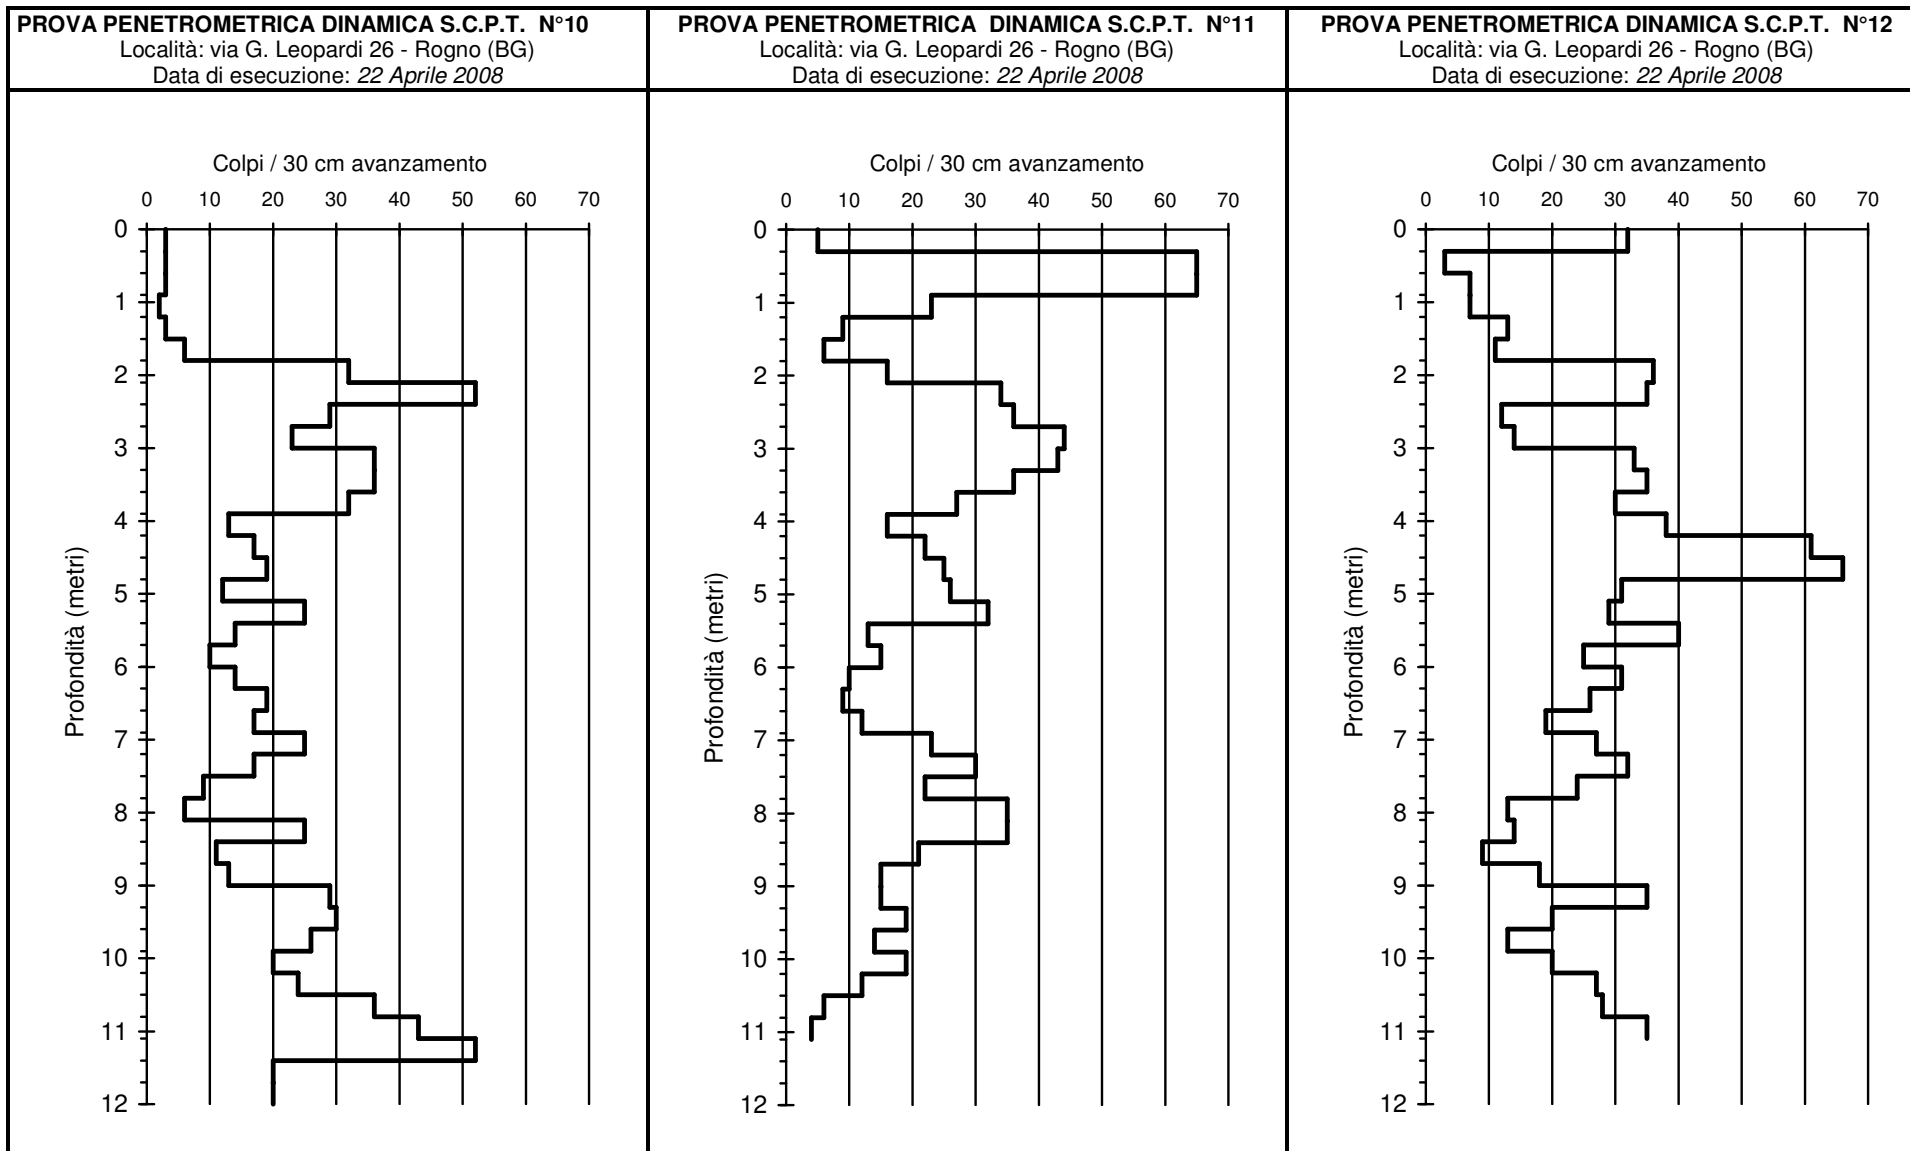 PROVA PENETROMETRICA DINAMICA S.C.P.T. N°10
Località: via G. Leopardi 26 - Rogno (BG)
Data di esecuzione: 22 Aprile 2008
Colpi / 30 cm avanzamento
0 10 20 30 40 50 60 70
0
1
2
3
4
5
6
7
8
9
10
11
12
Profondità (metri)
PROVA PENETROMETRICA DINAMICA S.C.P.T. N°11
Località: via G. Leopardi 26 - Rogno (BG)
Data di esecuzione: 22 Aprile 2008
Colpi / 30 cm avanzamento
0 10 20 30 40 50 60 70
0
1
2
3
4
5
6
7
8
9
10
11
12
Profondità (metri)
PROVA PENETROMETRICA DINAMICA S.C.P.T. N°12
Località: via G. Leopardi 26 - Rogno (BG)
Data di esecuzione: 22 Aprile 2008
Colpi / 30 cm avanzamento
0 10 20 30 40 50 60 70
0
1
2
3
4
5
6
7
8
9
10
11
12
Profondità (metri)